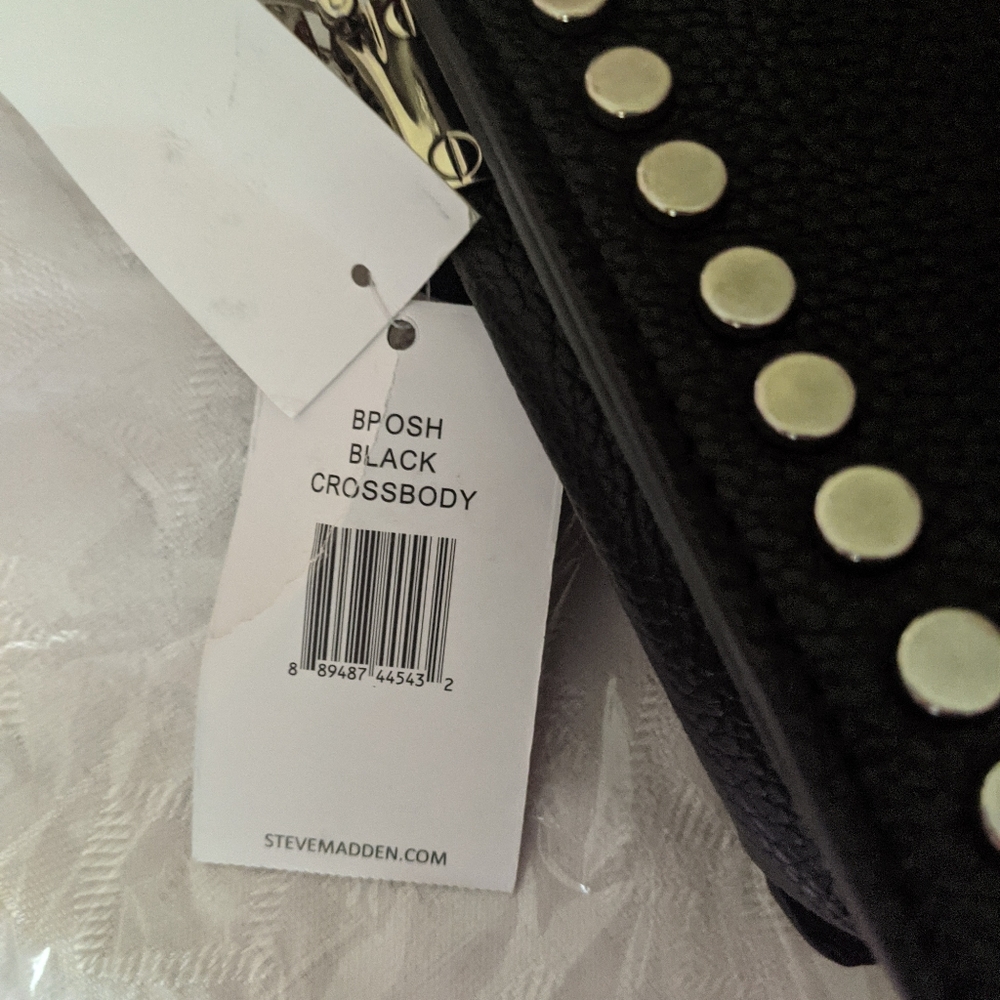 BPOSH
BLACK
CROSSBODY
8 89487 44543 2
STEVEMADDEN.COM